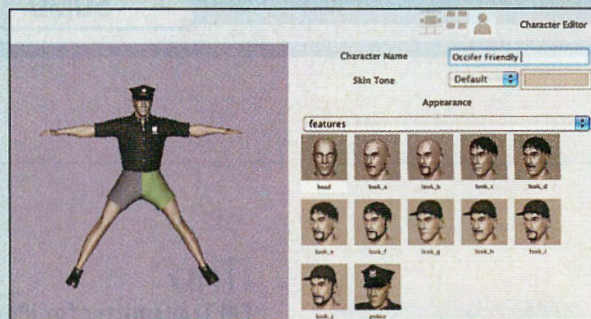 Character Editor
Character Name Occifer Friendly
Skin Tone Default
Appearance
features
head look_a look_b look_c look_d
look_e look_f look_g look_h look_i
look_j police